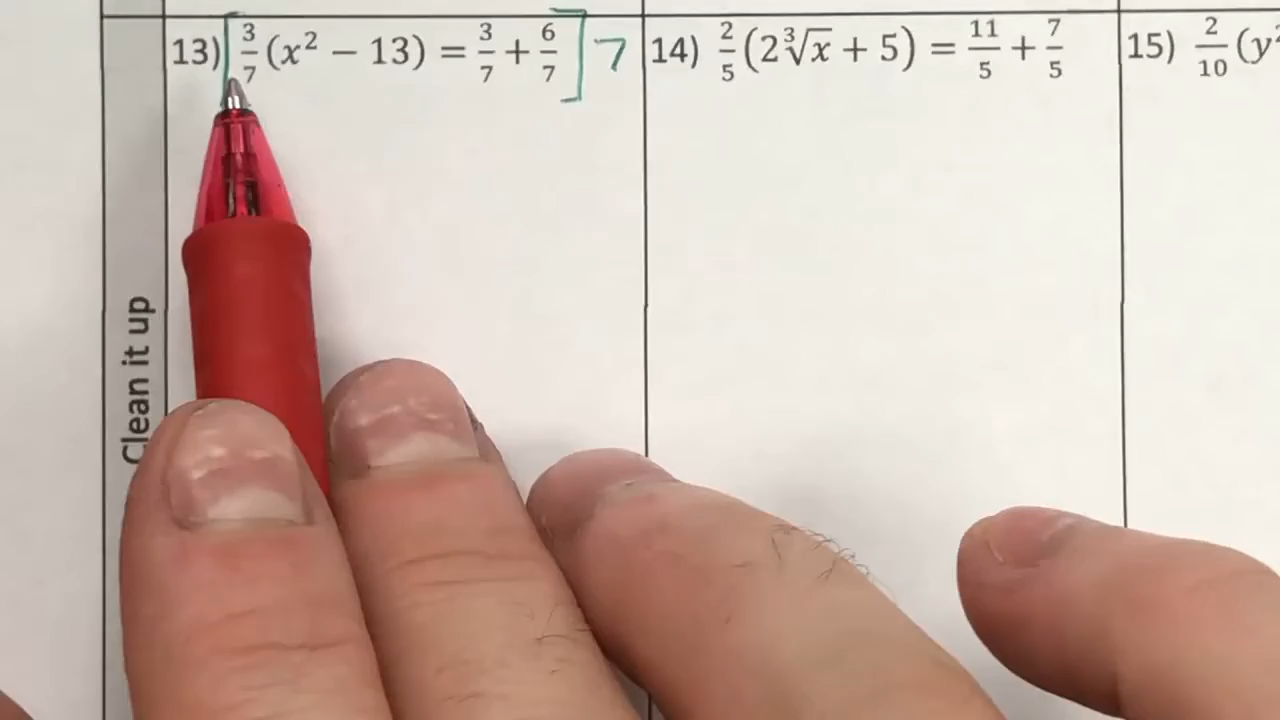 13) [3/7 (x² − 13) = 3/7 + 6/7] 7
14) 2/5 (2∛x + 5) = 11/5 + 7/5
15) 2/10 (y²
Clean it up